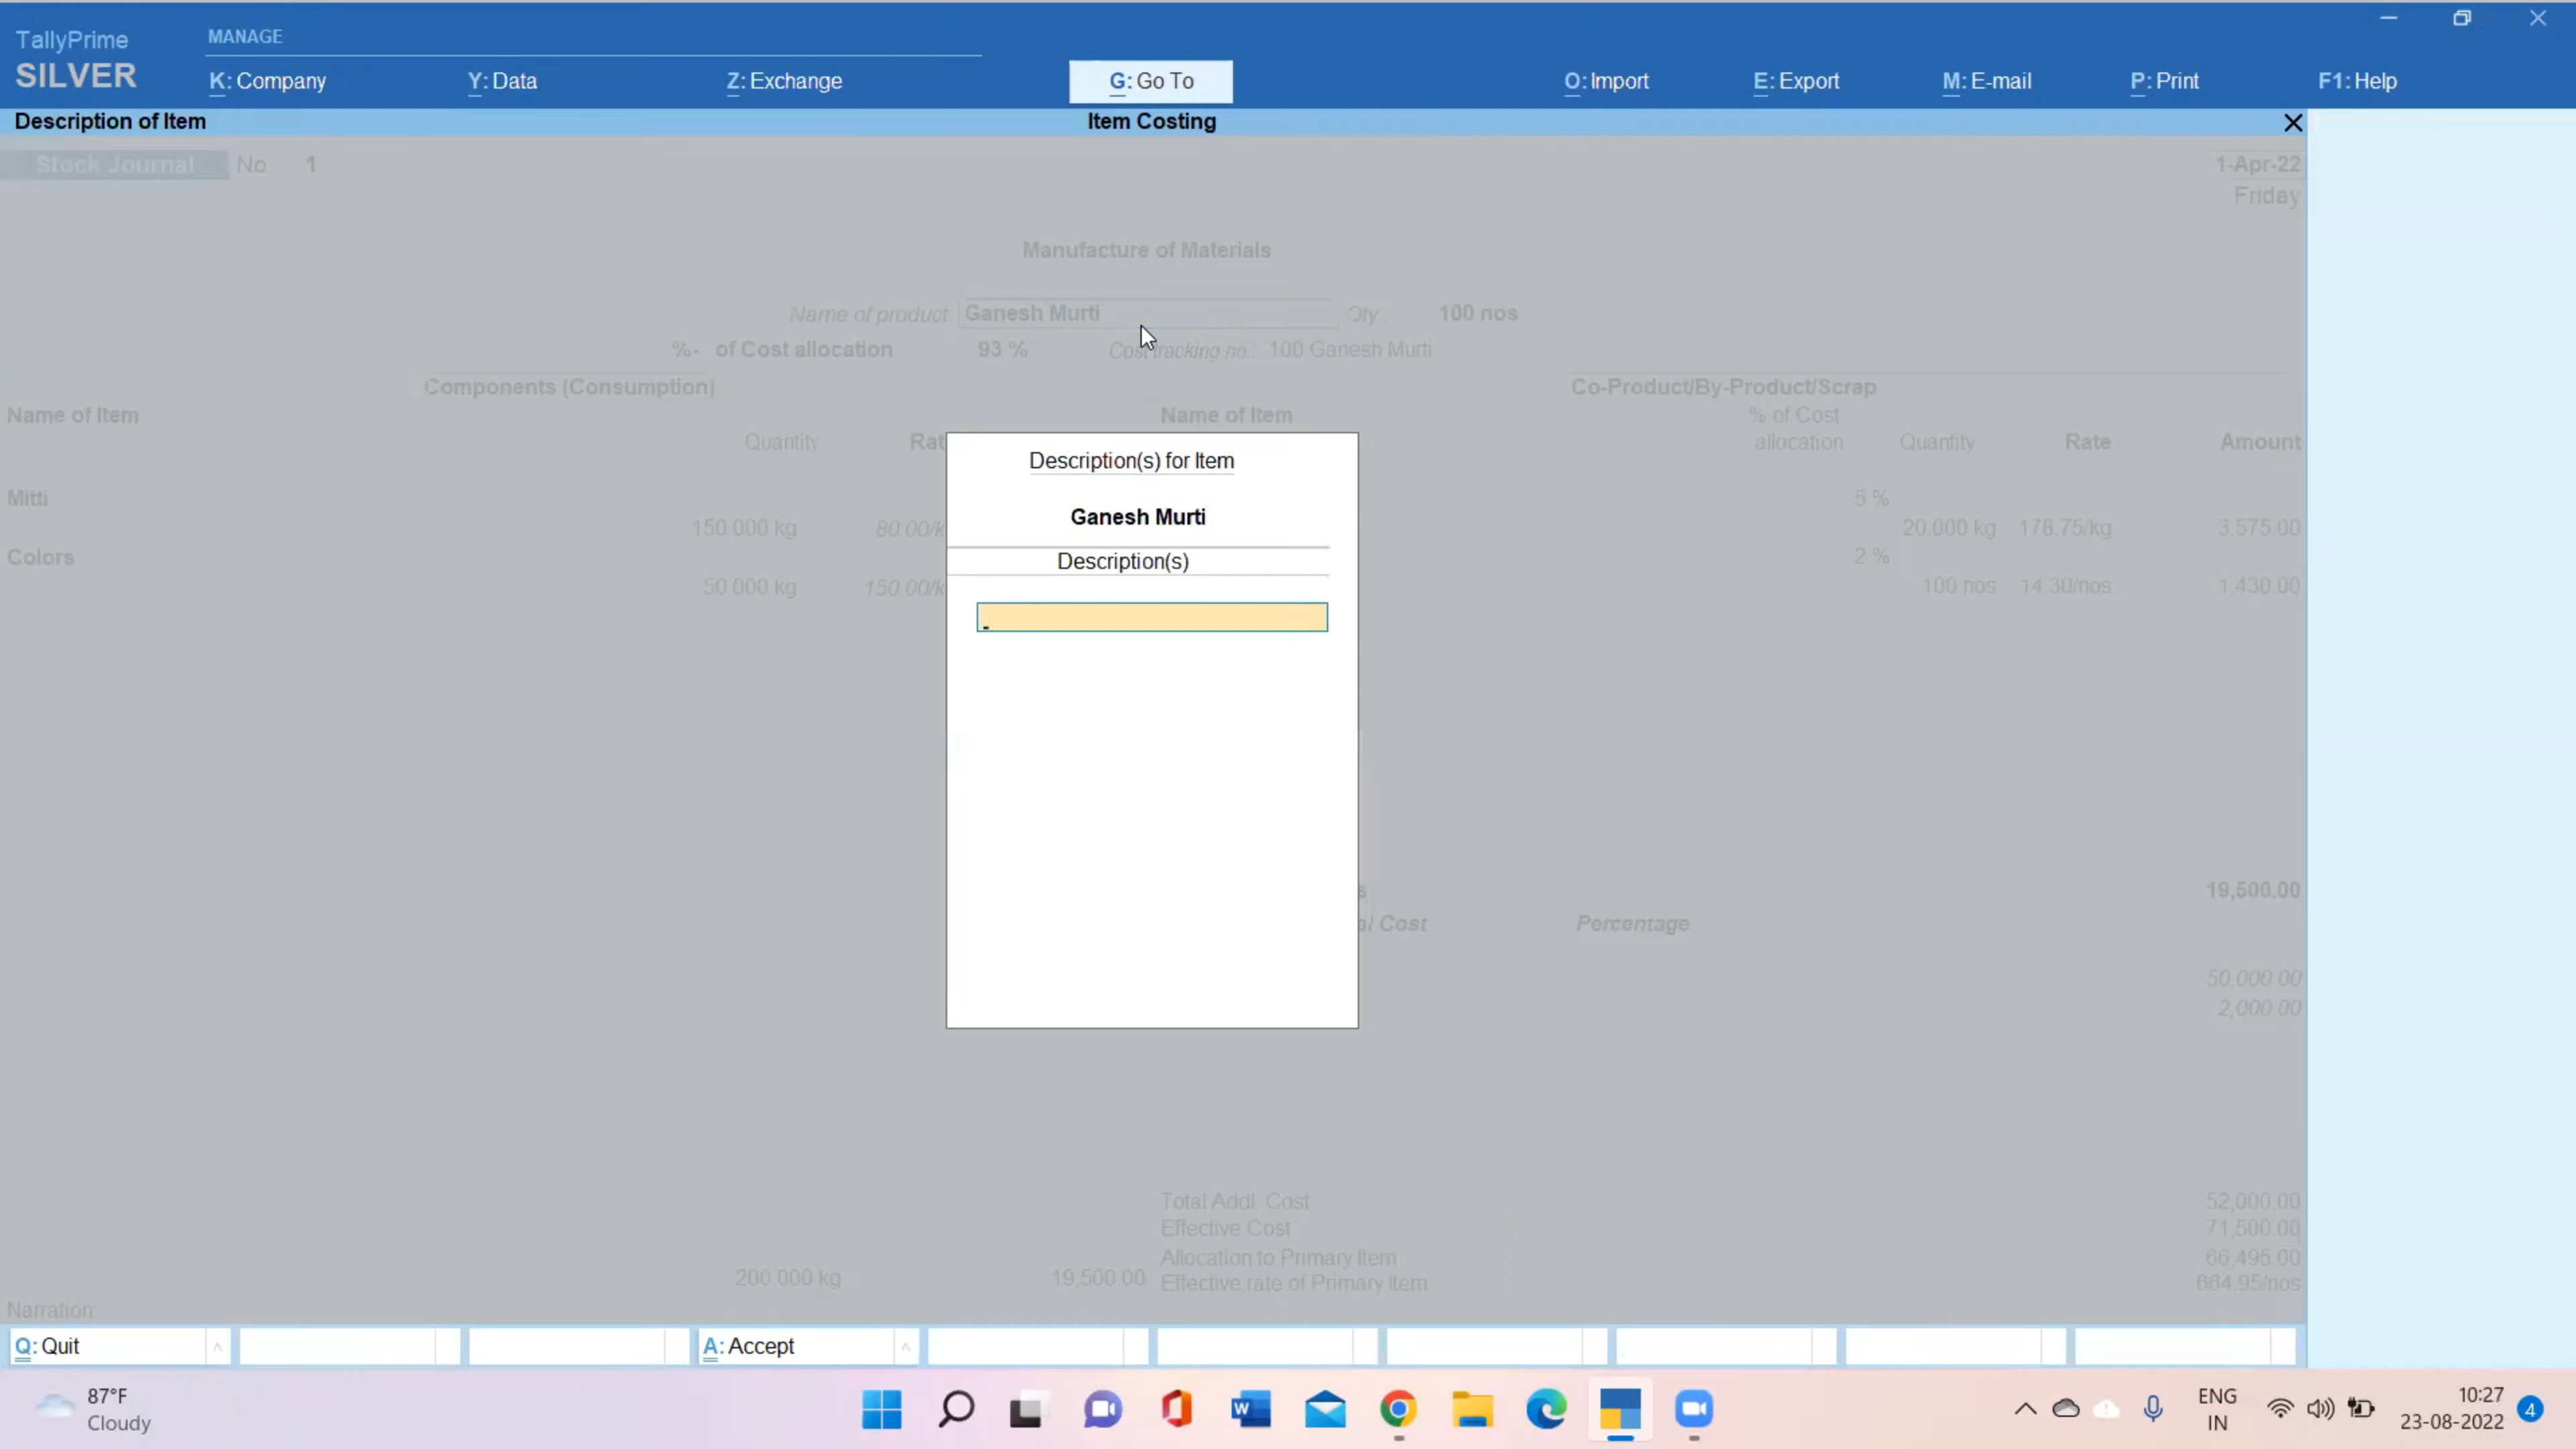 TallyPrime
SILVER
MANAGE
K: Company
Y: Data
Z: Exchange
G: Go To
O: Import
E: Export
M: E-mail
P: Print
F1: Help
Description of Item
Item Costing
Stock Journal No. 1
1-Apr-22
Friday
Manufacture of Materials
Name of product: Ganesh Murti Qty : 100 nos
%- of Cost allocation 93 % Cost tracking no.: 100 Ganesh Murti
Components (Consumption) Co-Product/By-Product/Scrap
Name of Item
Quantity
Name of Item
% of Cost
allocation Quantity Rate Amount
Mitti
150.000 kg
Colors
50.000 kg
5 %
20.000 kg 178.75/kg 3,575.00
2 %
100 nos 14.30/nos 1,430.00
Description(s) for Item
Ganesh Murti
Description(s)
19,500.00
Cost Percentage
50,000.00
2,000.00
Total Addl. Cost 52,000.00
Effective Cost : 71,500.00
Allocation to Primary Item : 66,495.00
200.000 kg 19,500.00 Effective rate of Primary Item 664.95/nos
Narration
Q: Quit
A: Accept
87°F
Cloudy
ENG
IN
10:27
23-08-2022
4